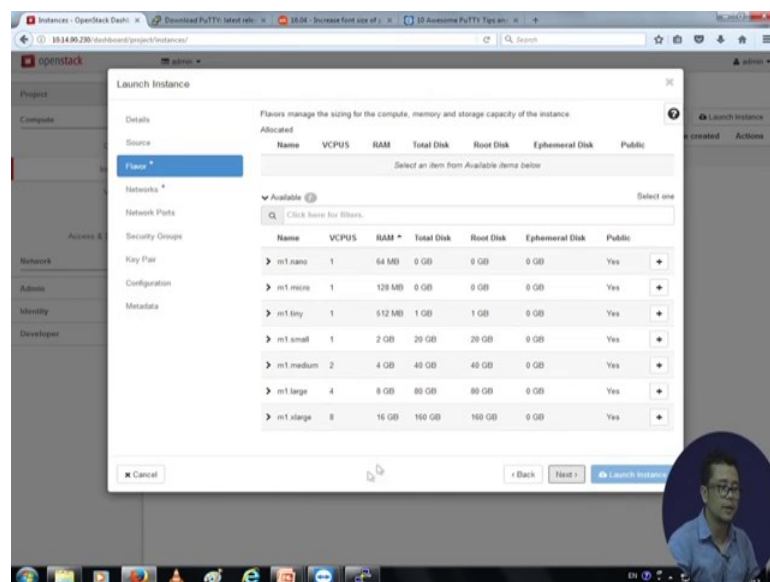 Instances - OpenStack Dashl × Download PuTTY: latest rele × 16.04 - Increase font size of × 10 Awesome PuTTY Tips an × +
10.14.90.230/dashboard/project/instances/ Search
openstack admin admin
Launch Instance ×
Project
Details Flavors manage the sizing for the compute, memory and storage capacity of the instance.
Compute Allocated Launch Instance
Source Name VCPUS RAM Total Disk Root Disk Ephemeral Disk Public e created Actions
Flavor * Select an item from Available items below
Networks *
Available Select one
Network Ports Click here for filters.
Access &
Security Groups Name VCPUS RAM Total Disk Root Disk Ephemeral Disk Public
Network Key Pair m1.nano 1 64 MB 0 GB 0 GB 0 GB Yes +
Admin Configuration m1.micro 1 128 MB 0 GB 0 GB 0 GB Yes +
Identity Metadata m1.tiny 1 512 MB 1 GB 1 GB 0 GB Yes +
Developer m1.small 1 2 GB 20 GB 20 GB 0 GB Yes +
m1.medium 2 4 GB 40 GB 40 GB 0 GB Yes +
m1.large 4 8 GB 80 GB 80 GB 0 GB Yes +
m1.xlarge 8 16 GB 160 GB 160 GB 0 GB Yes +
× Cancel ‹ Back Next › Launch Instance
EN